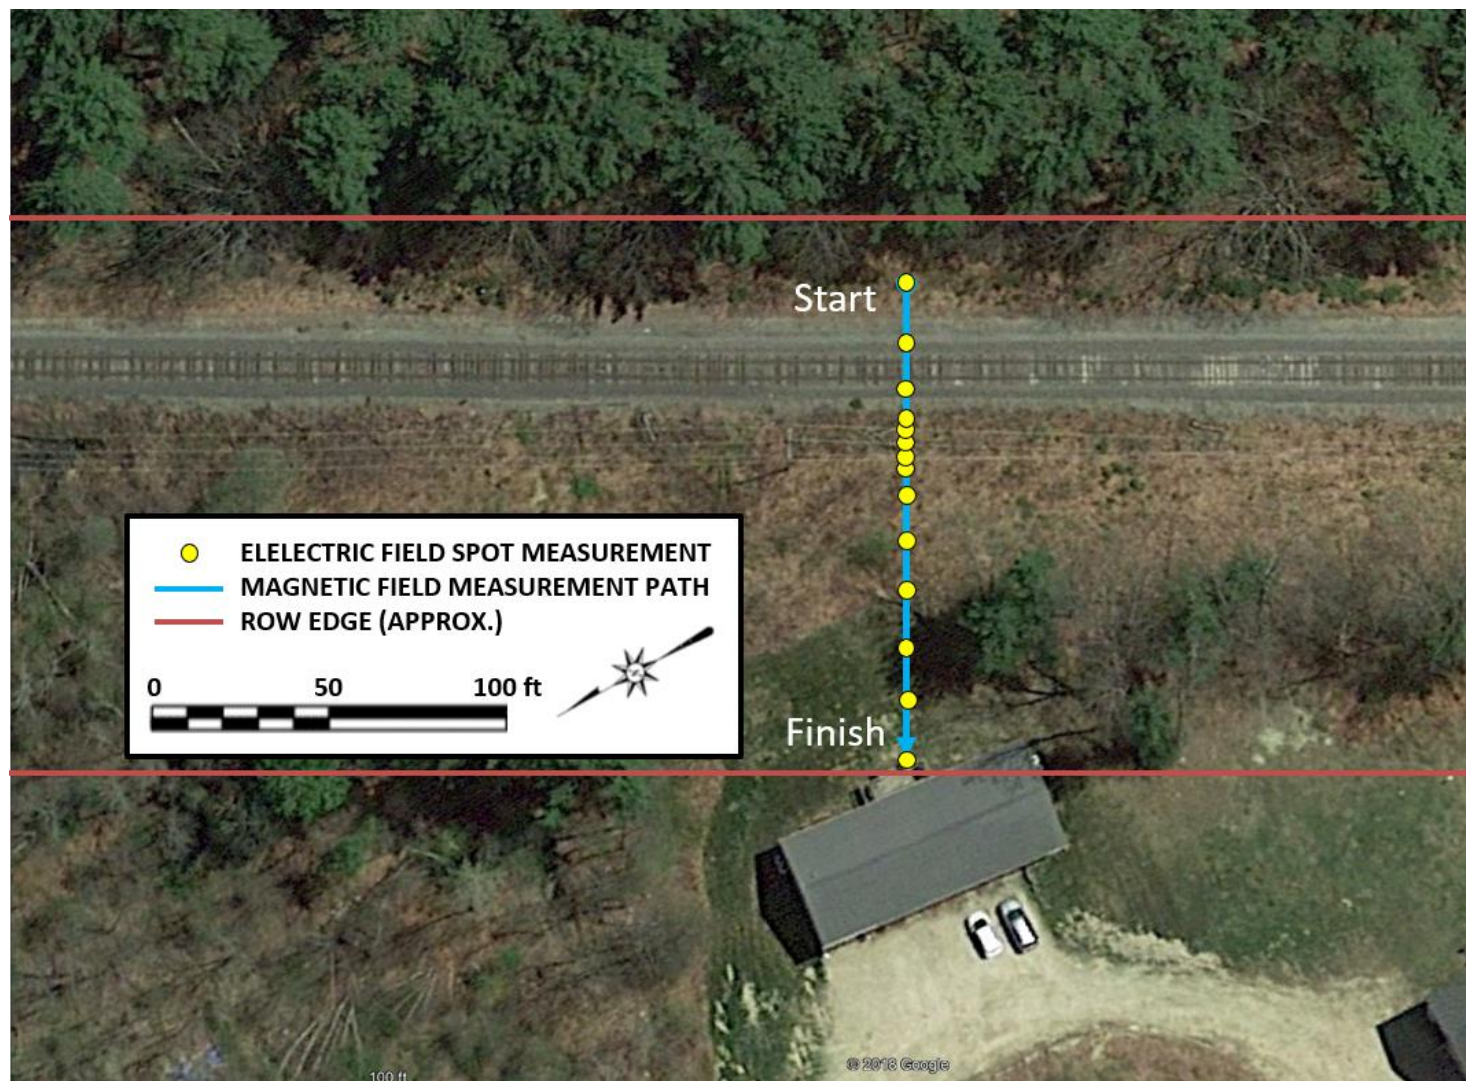 Start
ELELECTRIC FIELD SPOT MEASUREMENT
MAGNETIC FIELD MEASUREMENT PATH
ROW EDGE (APPROX.)
0 50 100 ft
Finish
© 2018 Google
100 ft